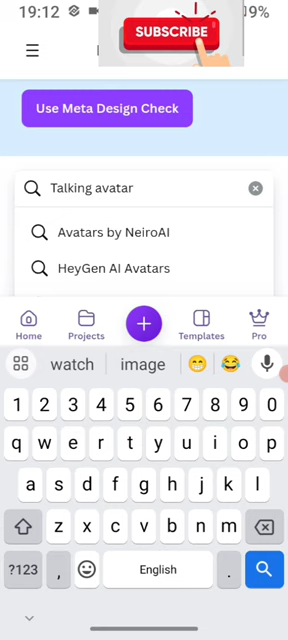 19:12
9%
SUBSCRIBE
Use Meta Design Check
Talking avatar
Avatars by NeiroAI
HeyGen AI Avatars
Home Projects Templates Pro
watch image
1 2 3 4 5 6 7 8 9 0
q w e r t y u i o p
a s d f g h j k l
z x c v b n m
?123 , English .